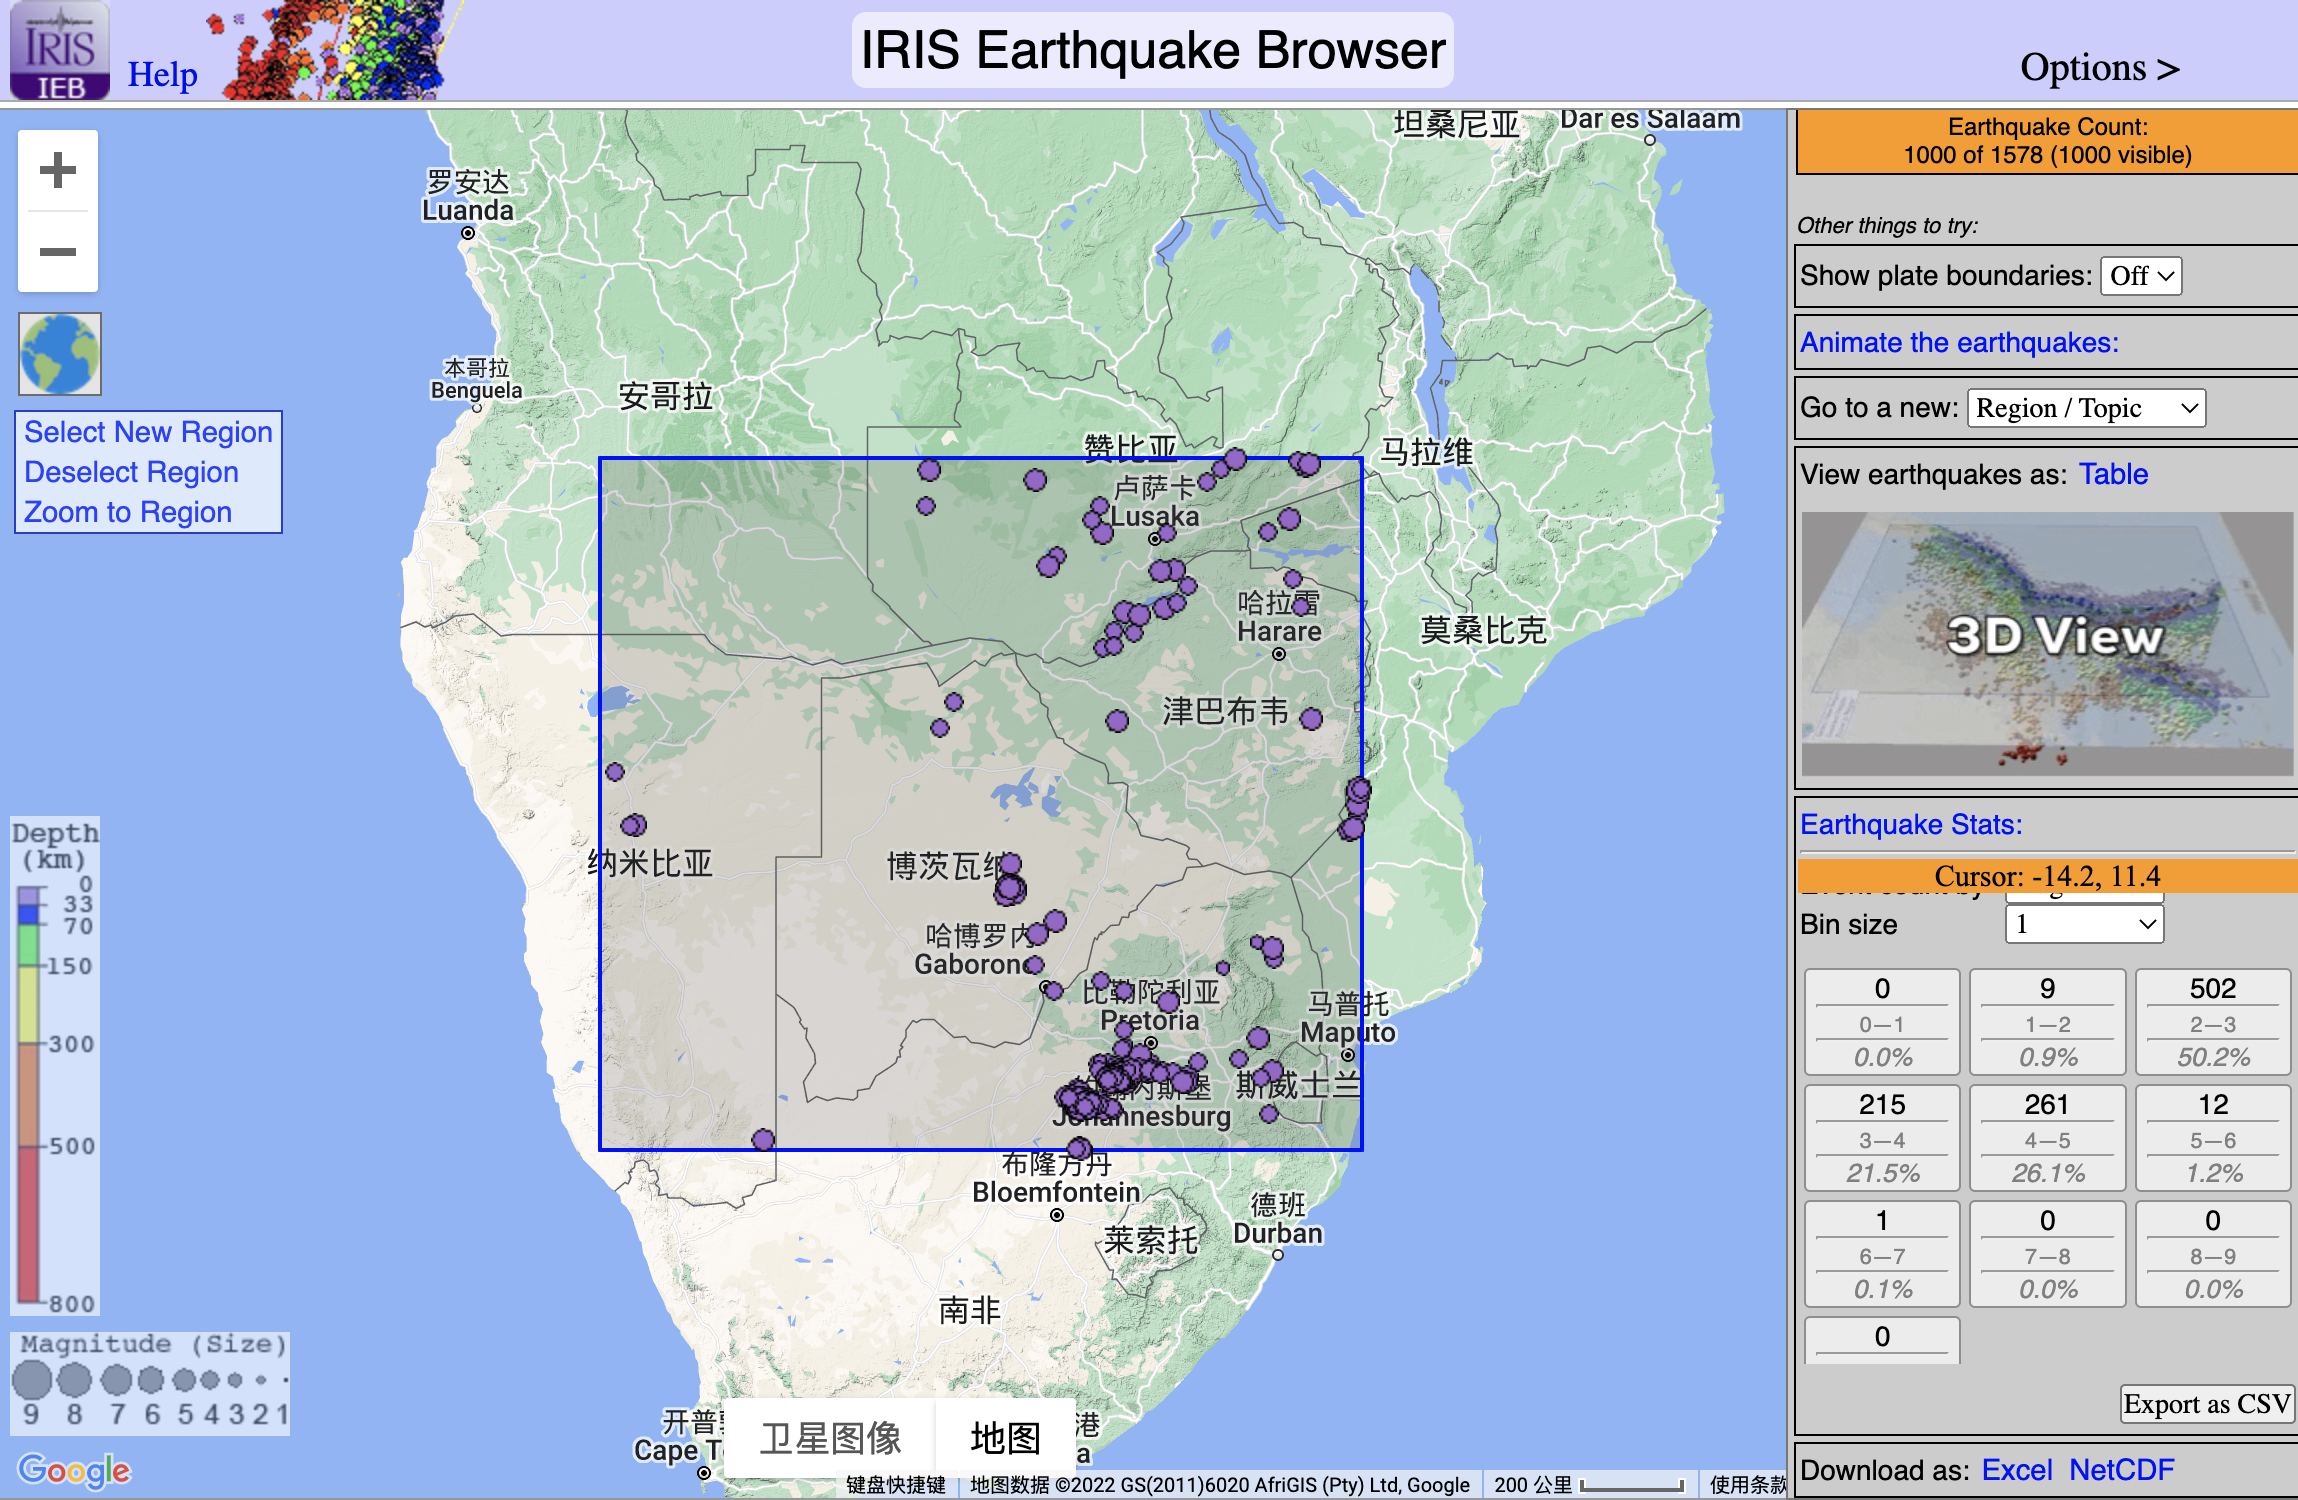 IRIS
IEB
Help
IRIS Earthquake Browser
Options >
Select New Region
Deselect Region
Zoom to Region
Depth
(km)
0
33
70
150
300
500
800
Magnitude (Size)
9 8 7 6 5 4 3 2 1
Google
坦桑尼亚
Dar es Salaam
罗安达
Luanda
本哥拉
Benguela
安哥拉
赞比亚
马拉维
卢萨卡
Lusaka
哈拉雷
Harare
莫桑比克
津巴布韦
纳米比亚
博茨瓦纳
哈博罗内
Gaborone
比勒陀利亚
Pretoria
马普托
Maputo
斯威士兰
内斯堡
Johannesburg
布隆方丹
Bloemfontein
德班
Durban
莱索托
南非
开普
Cape T
港
a
卫星图像
地图
键盘快捷键
地图数据 ©2022 GS(2011)6020 AfriGIS (Pty) Ltd, Google
200 公里
使用条款
Earthquake Count:
1000 of 1578 (1000 visible)
Other things to try:
Show plate boundaries: Off
Animate the earthquakes:
Go to a new: Region / Topic
View earthquakes as: Table
3D View
Earthquake Stats:
Cursor: -14.2, 11.4
Bin size 1
0 9 502
0—1 1—2 2—3
0.0% 0.9% 50.2%
215 261 12
3—4 4—5 5—6
21.5% 26.1% 1.2%
1 0 0
6—7 7—8 8—9
0.1% 0.0% 0.0%
0
Export as CSV
Download as: Excel NetCDF